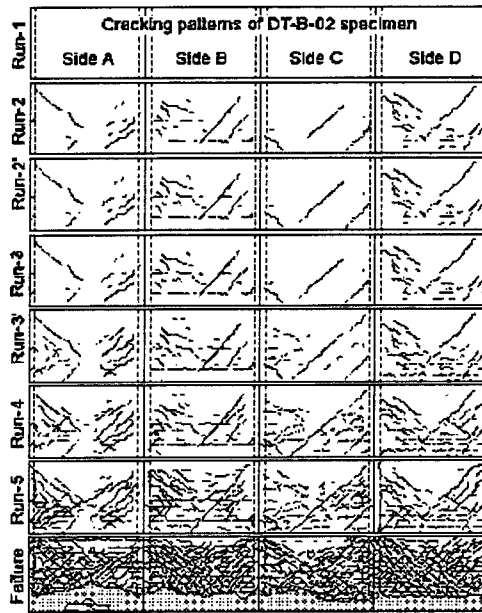 Cracking patterns of DT-B-02 specimen
Run-1
Side A Side B Side C Side D
Run-2
Run-2'
Run-3
Run-3'
Run-4
Run-5
Failure